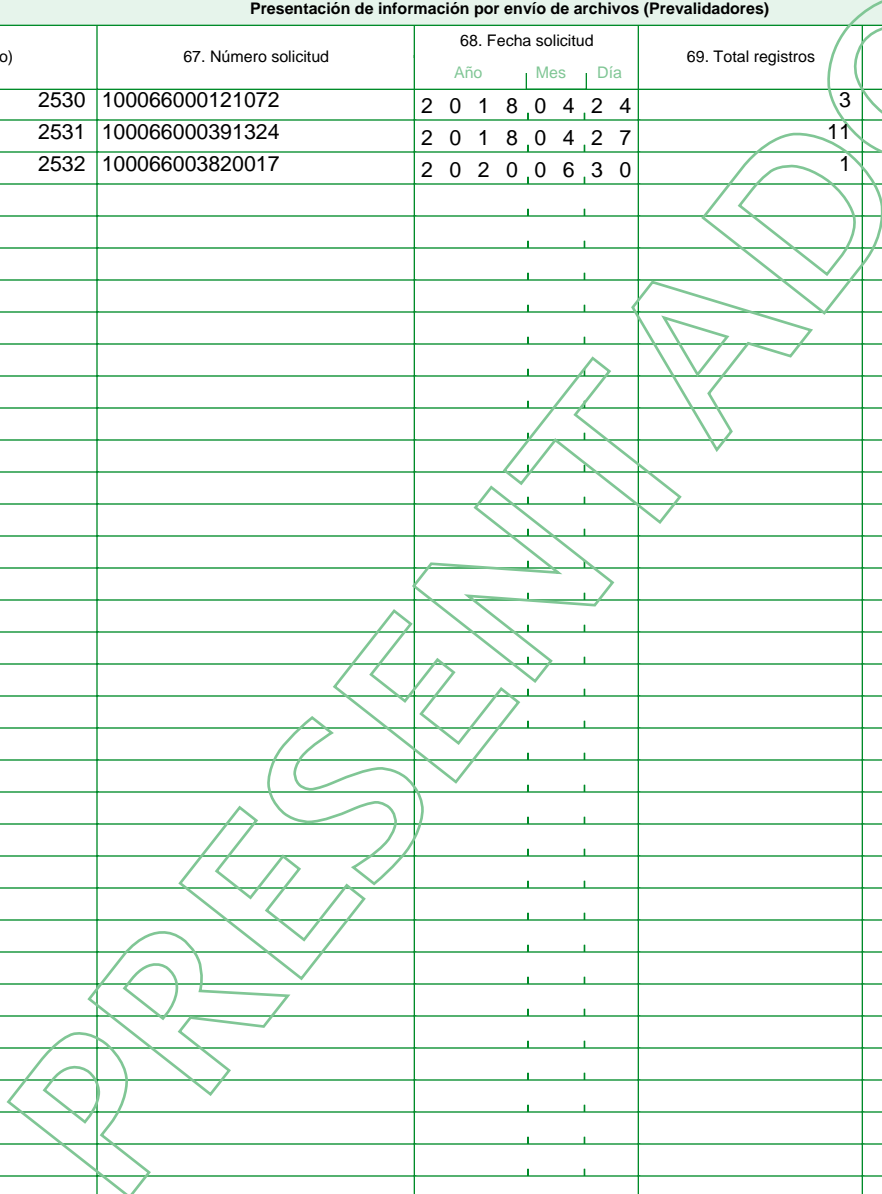 Presentación de información por envío de archivos (Prevalidadores)
o) 67. Número solicitud 68. Fecha solicitud 69. Total registros
Año Mes Día
2530 100066000121072 2 0 1 8 0 4 2 4 3
2531 100066000391324 2 0 1 8 0 4 2 7 11
2532 100066003820017 2 0 2 0 0 6 3 0 1
PRESENTADO